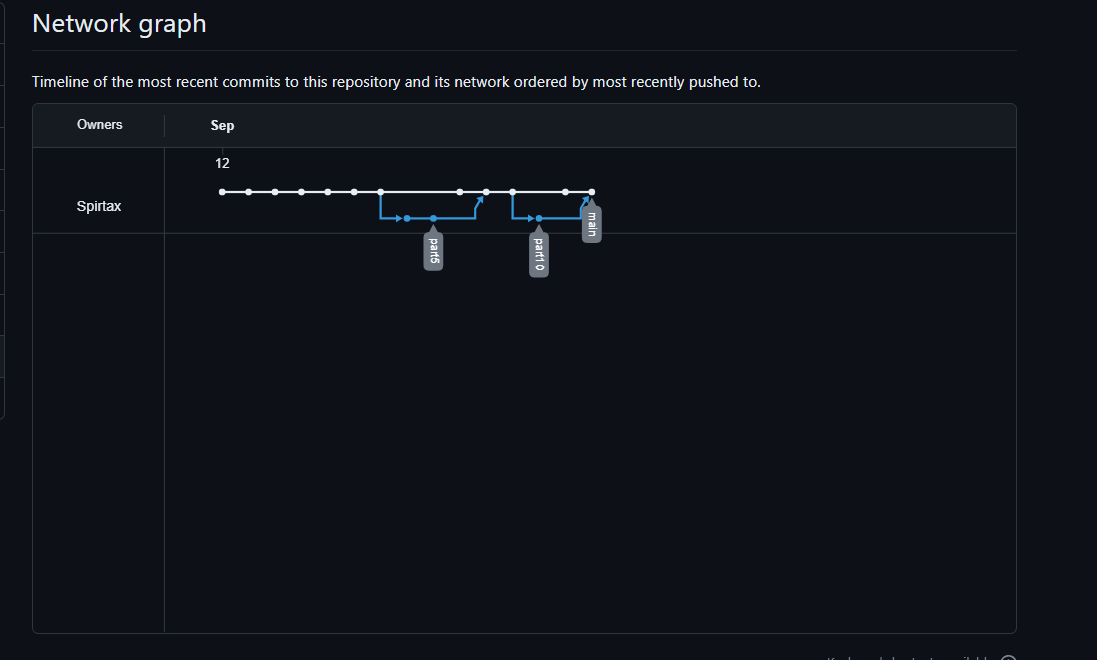 Network graph
Timeline of the most recent commits to this repository and its network ordered by most recently pushed to.
Owners
Sep
12
Spirtax
main
part5
part10